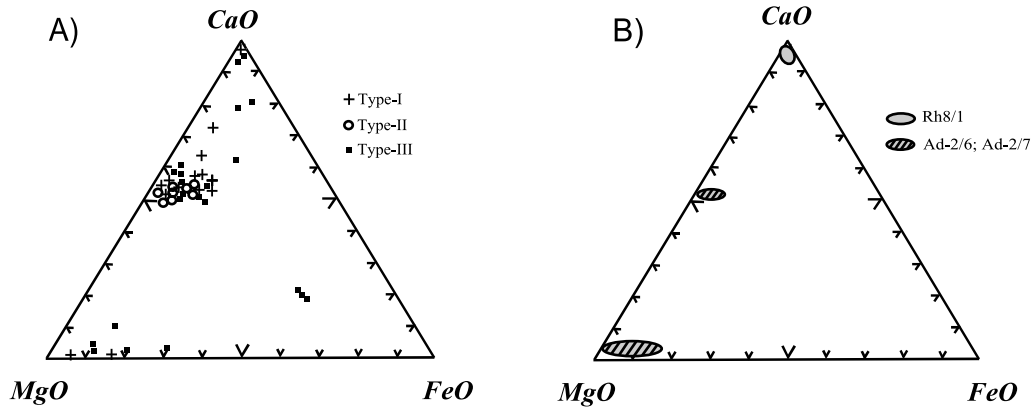 A)
CaO
Type-I
Type-II
Type-III
MgO
FeO
B)
CaO
Rh8/1
Ad-2/6; Ad-2/7
MgO
FeO